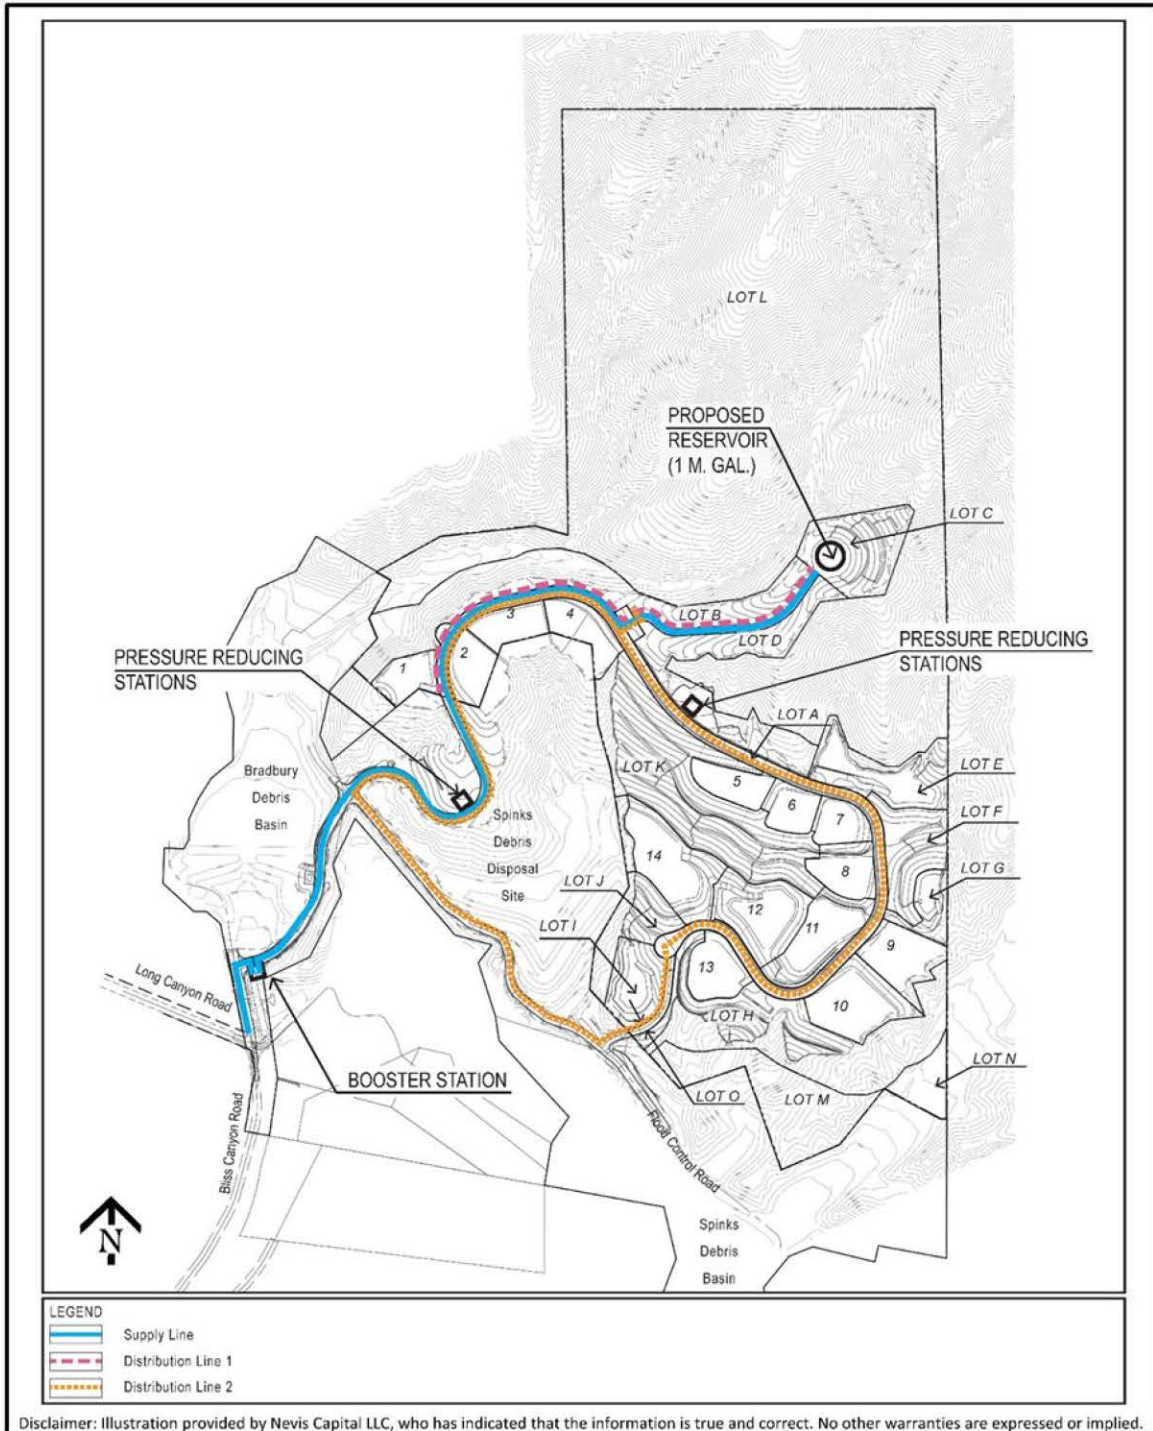 LOT L
PROPOSED
RESERVOIR
(1 M. GAL.)
LOT C
LOT B
LOT D
3
4
2
1
PRESSURE REDUCING
STATIONS
PRESSURE REDUCING
STATIONS
LOT A
LOT K
LOT E
Bradbury
Debris
Basin
5
6
7
LOT F
Spinks
Debris
Disposal
Site
14
8
LOT G
LOT J
12
11
LOT I
9
13
10
Long Canyon Road
LOT H
LOT N
BOOSTER STATION
LOT O
LOT M
Bliss Canyon Road
Flood Control Road
N
Spinks
Debris
Basin
LEGEND
Supply Line
Distribution Line 1
Distribution Line 2
Disclaimer: Illustration provided by Nevis Capital LLC, who has indicated that the information is true and correct. No other warranties are expressed or implied.